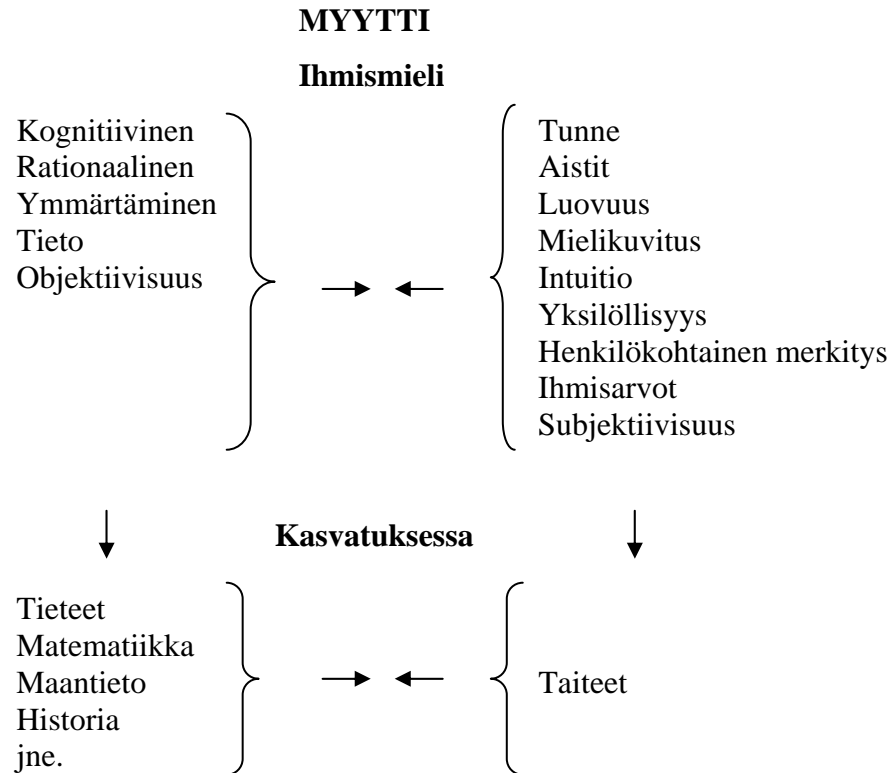 MYYTTI
Ihmismieli
Kognitiivinen
Rationaalinen
Ymmärtäminen
Tieto
Objektiivisuus
Tunne
Aistit
Luovuus
Mielikuvitus
Intuitio
Yksilöllisyys
Henkilökohtainen merkitys
Ihmisarvot
Subjektiivisuus
Kasvatuksessa
Tieteet
Matematiikka
Maantieto
Historia
jne.
Taiteet